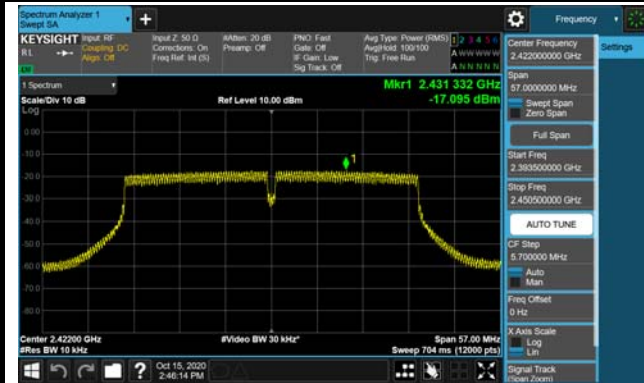 Spectrum Analyzer 1
Swept SA
Frequency
KEYSIGHT
Input: RF
Coupling: DC
Align: Off
Input Z: 50 Ω
Corrections: On
Freq Ref: Int (S)
#Atten: 20 dB
Preamp: Off
PNO: Fast
Gate: Off
IF Gain: Low
Sig Track: Off
Avg Type: Power (RMS)
Avg|Hold: 100/100
Trig: Free Run
1 2 3 4 5 6
A W W W W W
A N N N N N
R L
1 Spectrum
Scale/Div 10 dB
Log
Ref Level 10.00 dBm
Mkr1 2.431 332 GHz
-17.095 dBm
0.00
-10.0
-20.0
-30.0
-40.0
-50.0
-60.0
-70.0
-80.0
1
Center 2.42200 GHz
#Res BW 10 kHz
#Video BW 30 kHz*
Span 57.00 MHz
Sweep 704 ms (12000 pts)
Oct 15, 2020
2:46:14 PM
Center Frequency
2.422000000 GHz
Settings
Span
57.0000000 MHz
Swept Span
Zero Span
Full Span
Start Freq
2.393500000 GHz
Stop Freq
2.450500000 GHz
AUTO TUNE
CF Step
5.700000 MHz
Auto
Man
Freq Offset
0 Hz
X Axis Scale
Log
Lin
Signal Track
(Span Zoom)